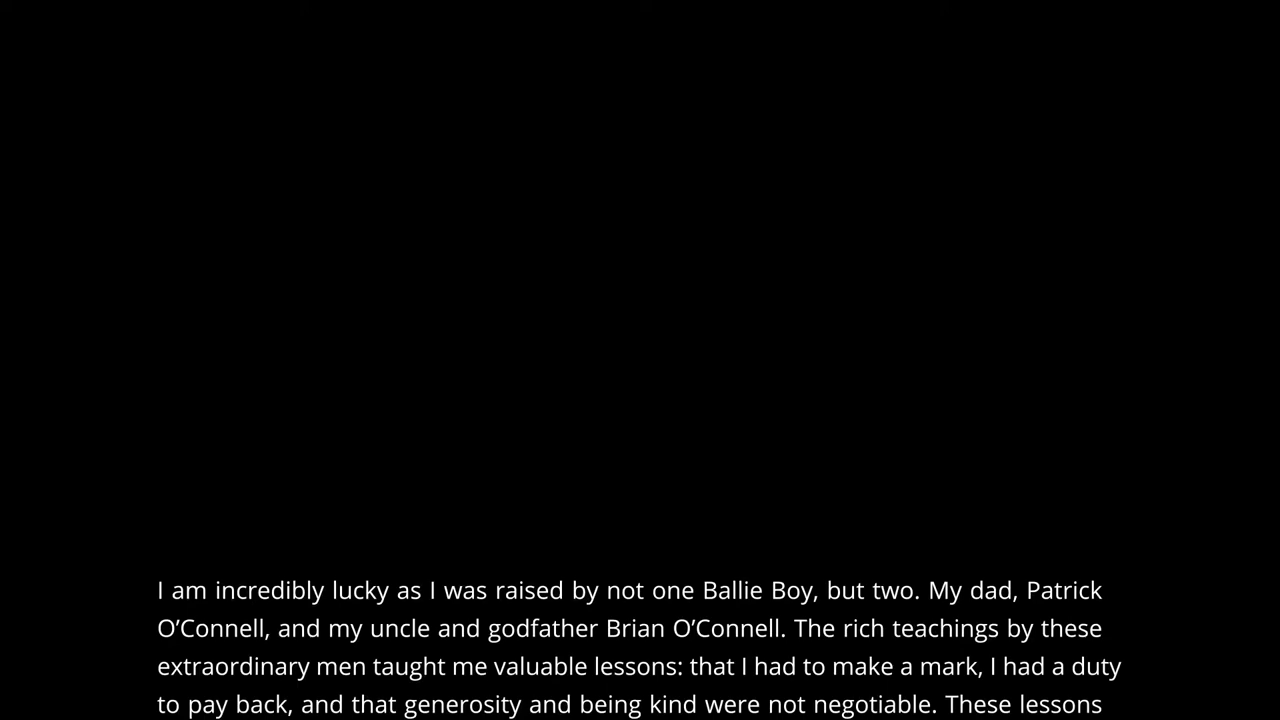 I am incredibly lucky as I was raised by not one Ballie Boy, but two. My dad, Patrick
O’Connell, and my uncle and godfather Brian O’Connell. The rich teachings by these
extraordinary men taught me valuable lessons: that I had to make a mark, I had a duty
to pay back, and that generosity and being kind were not negotiable. These lessons